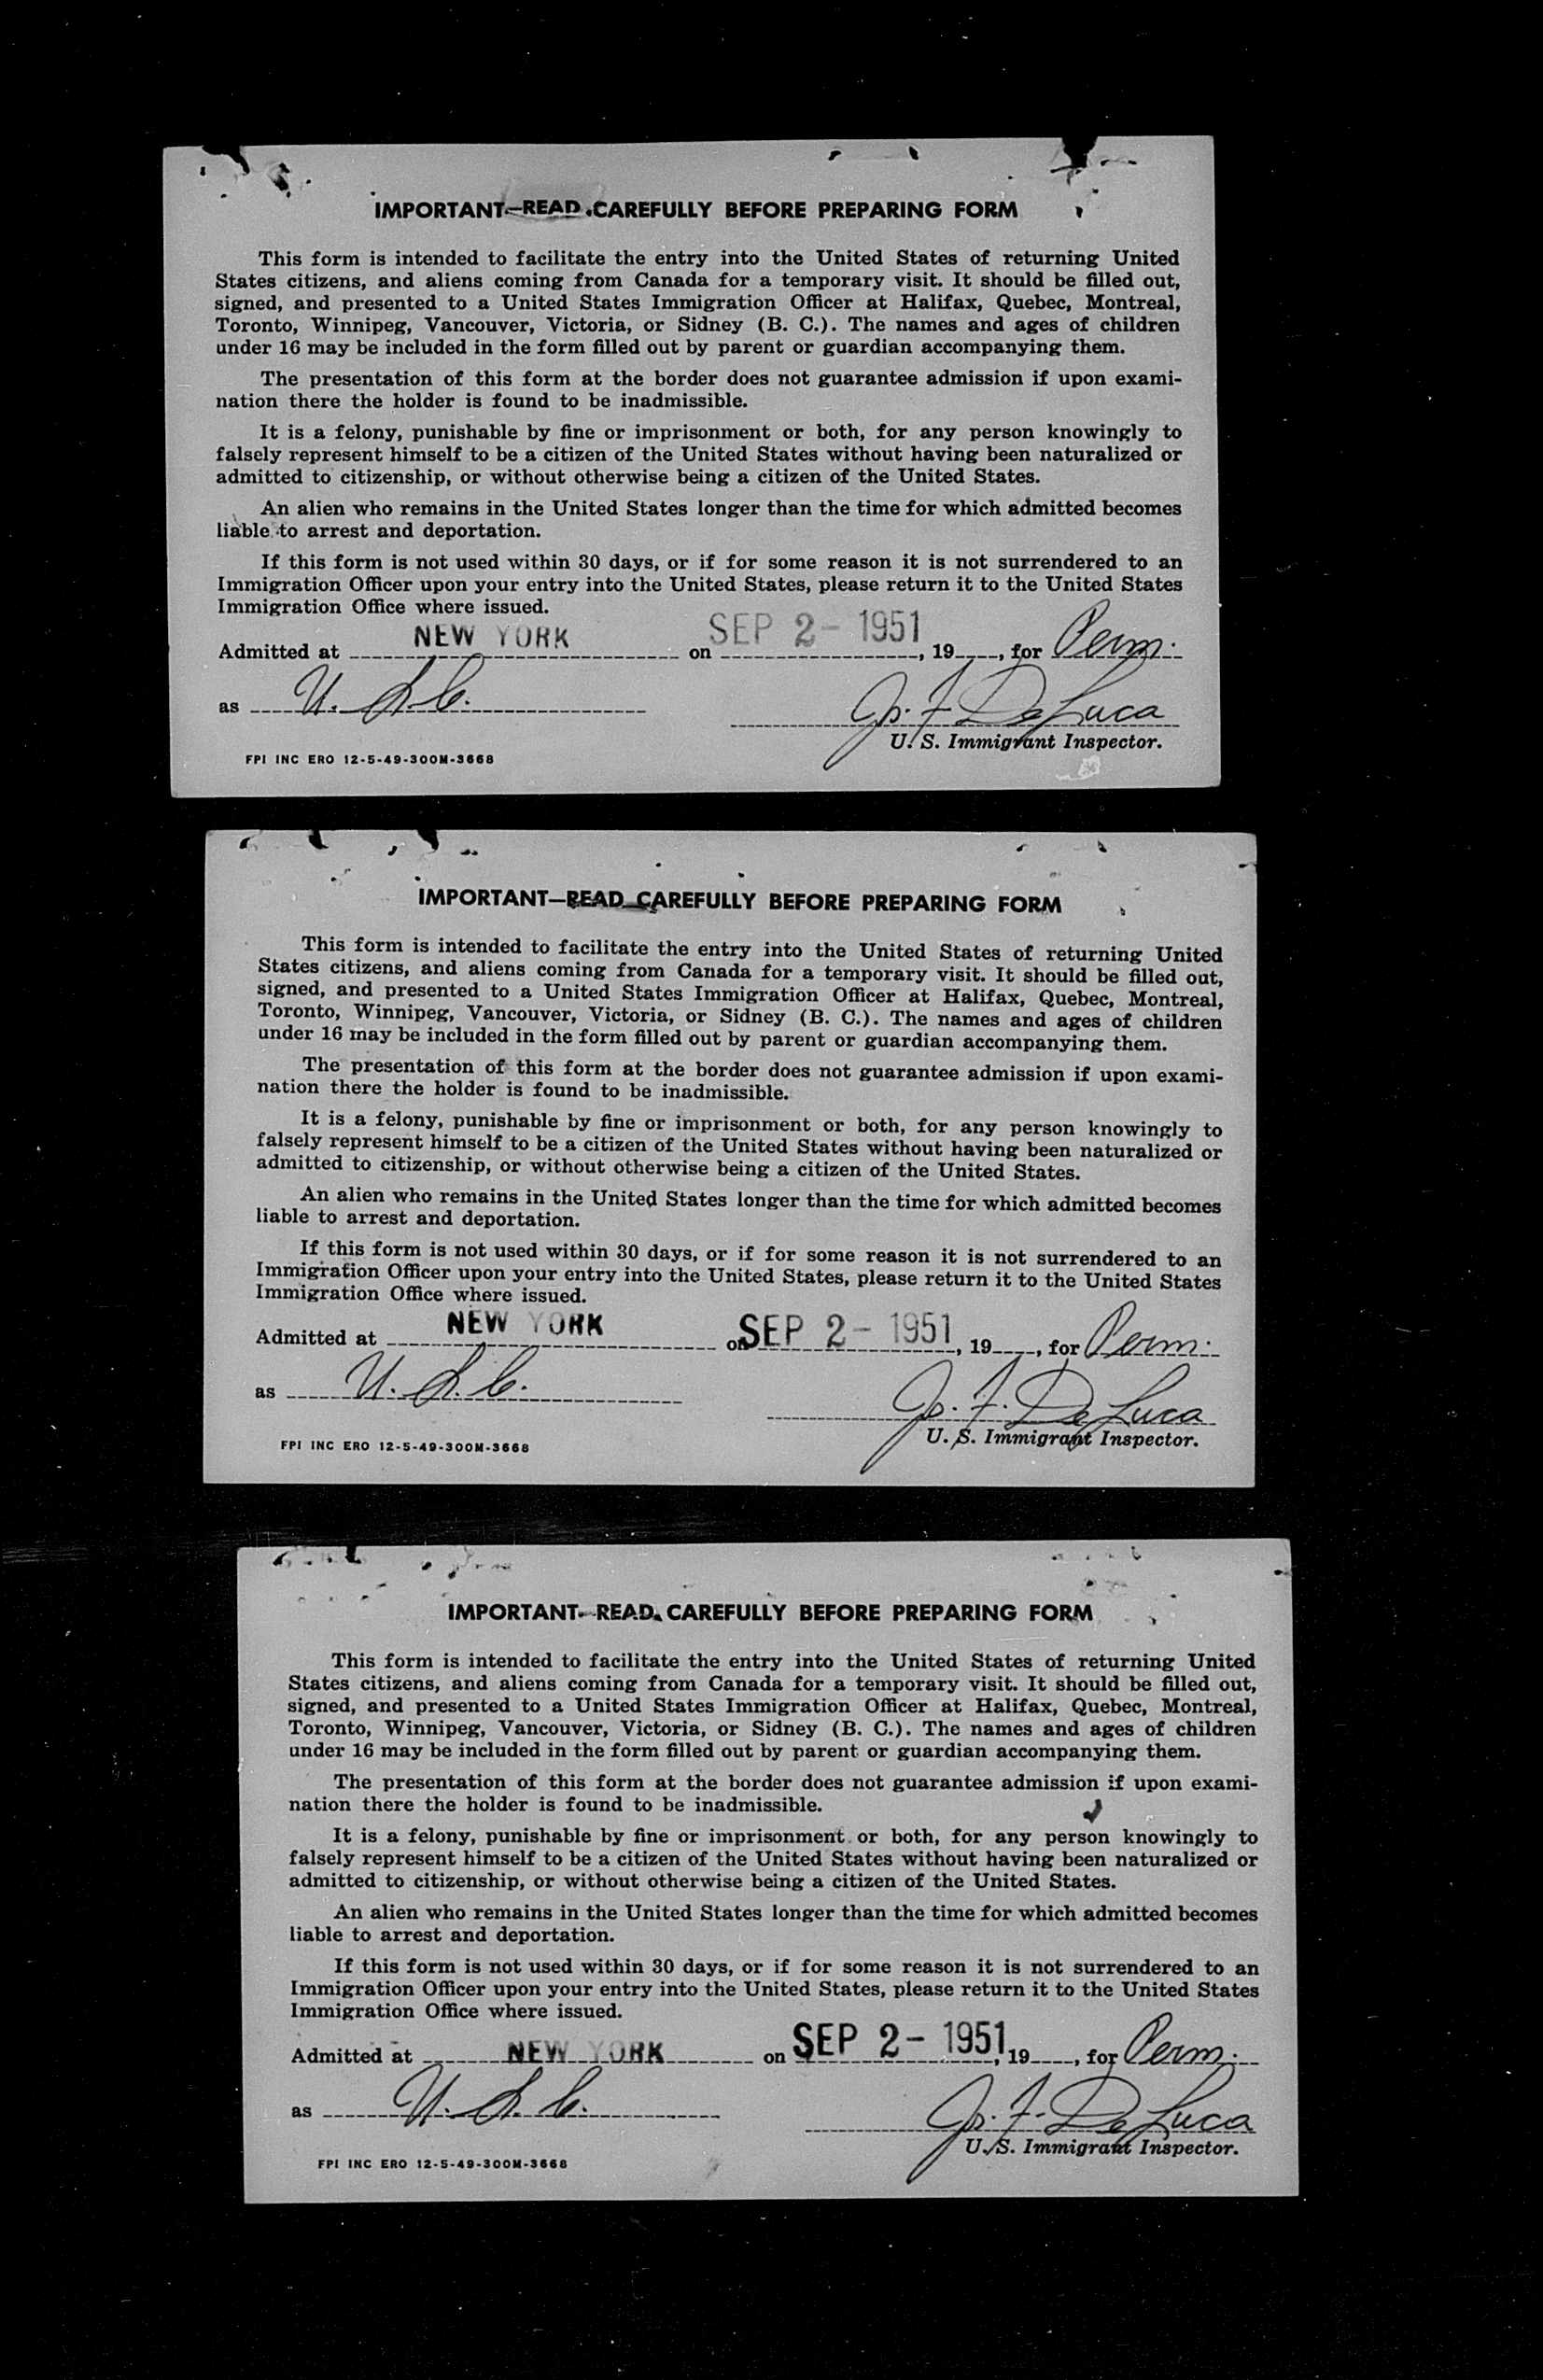 IMPORTANT—READ CAREFULLY BEFORE PREPARING FORM
This form is intended to facilitate the entry into the United States of returning United
States citizens, and aliens coming from Canada for a temporary visit. It should be filled out,
signed, and presented to a United States Immigration Officer at Halifax, Quebec, Montreal,
Toronto, Winnipeg, Vancouver, Victoria, or Sidney (B. C.). The names and ages of children
under 16 may be included in the form filled out by parent or guardian accompanying them.
The presentation of this form at the border does not guarantee admission if upon exami-
nation there the holder is found to be inadmissible.
It is a felony, punishable by fine or imprisonment or both, for any person knowingly to
falsely represent himself to be a citizen of the United States without having been naturalized or
admitted to citizenship, or without otherwise being a citizen of the United States.
An alien who remains in the United States longer than the time for which admitted becomes
liable to arrest and deportation.
If this form is not used within 30 days, or if for some reason it is not surrendered to an
Immigration Officer upon your entry into the United States, please return it to the United States
Immigration Office where issued.
Admitted at NEW YORK on SEP 2 - 1951, 19__, for Perm.
as U. S. C. Jo. F. DeLuca
U. S. Immigrant Inspector.
FPI INC ERO 12-5-49-300M-3668
IMPORTANT—READ CAREFULLY BEFORE PREPARING FORM
This form is intended to facilitate the entry into the United States of returning United
States citizens, and aliens coming from Canada for a temporary visit. It should be filled out,
signed, and presented to a United States Immigration Officer at Halifax, Quebec, Montreal,
Toronto, Winnipeg, Vancouver, Victoria, or Sidney (B. C.). The names and ages of children
under 16 may be included in the form filled out by parent or guardian accompanying them.
The presentation of this form at the border does not guarantee admission if upon exami-
nation there the holder is found to be inadmissible.
It is a felony, punishable by fine or imprisonment or both, for any person knowingly to
falsely represent himself to be a citizen of the United States without having been naturalized or
admitted to citizenship, or without otherwise being a citizen of the United States.
An alien who remains in the United States longer than the time for which admitted becomes
liable to arrest and deportation.
If this form is not used within 30 days, or if for some reason it is not surrendered to an
Immigration Officer upon your entry into the United States, please return it to the United States
Immigration Office where issued.
Admitted at NEW YORK on SEP 2 - 1951, 19__, for Perm.
as U. S. C. Jo. F. DeLuca
U. S. Immigrant Inspector.
FPI INC ERO 12-5-49-300M-3668
IMPORTANT—READ CAREFULLY BEFORE PREPARING FORM
This form is intended to facilitate the entry into the United States of returning United
States citizens, and aliens coming from Canada for a temporary visit. It should be filled out,
signed, and presented to a United States Immigration Officer at Halifax, Quebec, Montreal,
Toronto, Winnipeg, Vancouver, Victoria, or Sidney (B. C.). The names and ages of children
under 16 may be included in the form filled out by parent or guardian accompanying them.
The presentation of this form at the border does not guarantee admission if upon exami-
nation there the holder is found to be inadmissible.
It is a felony, punishable by fine or imprisonment or both, for any person knowingly to
falsely represent himself to be a citizen of the United States without having been naturalized or
admitted to citizenship, or without otherwise being a citizen of the United States.
An alien who remains in the United States longer than the time for which admitted becomes
liable to arrest and deportation.
If this form is not used within 30 days, or if for some reason it is not surrendered to an
Immigration Officer upon your entry into the United States, please return it to the United States
Immigration Office where issued.
Admitted at NEW YORK on SEP 2 - 1951, 19__, for Perm.
as U. S. C. Jo. F. DeLuca
U. S. Immigrant Inspector.
FPI INC ERO 12-5-49-300M-3668